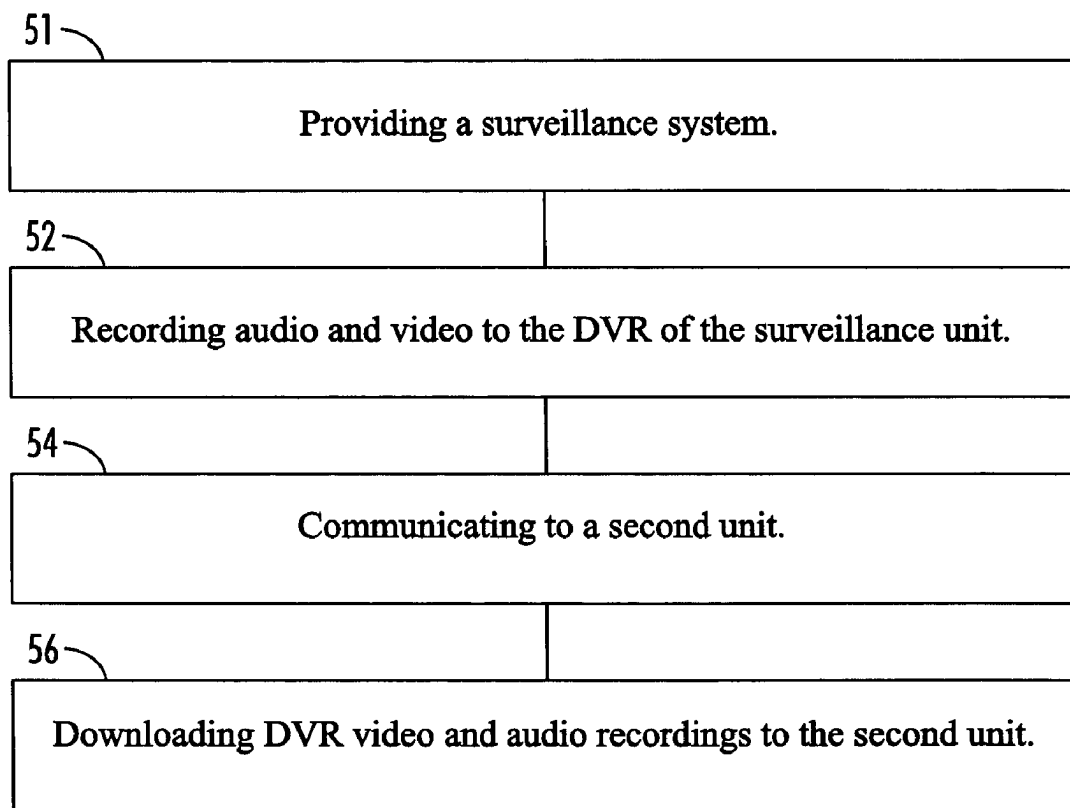 51
Providing a surveillance system.
52
Recording audio and video to the DVR of the surveillance unit.
54
Communicating to a second unit.
56
Downloading DVR video and audio recordings to the second unit.